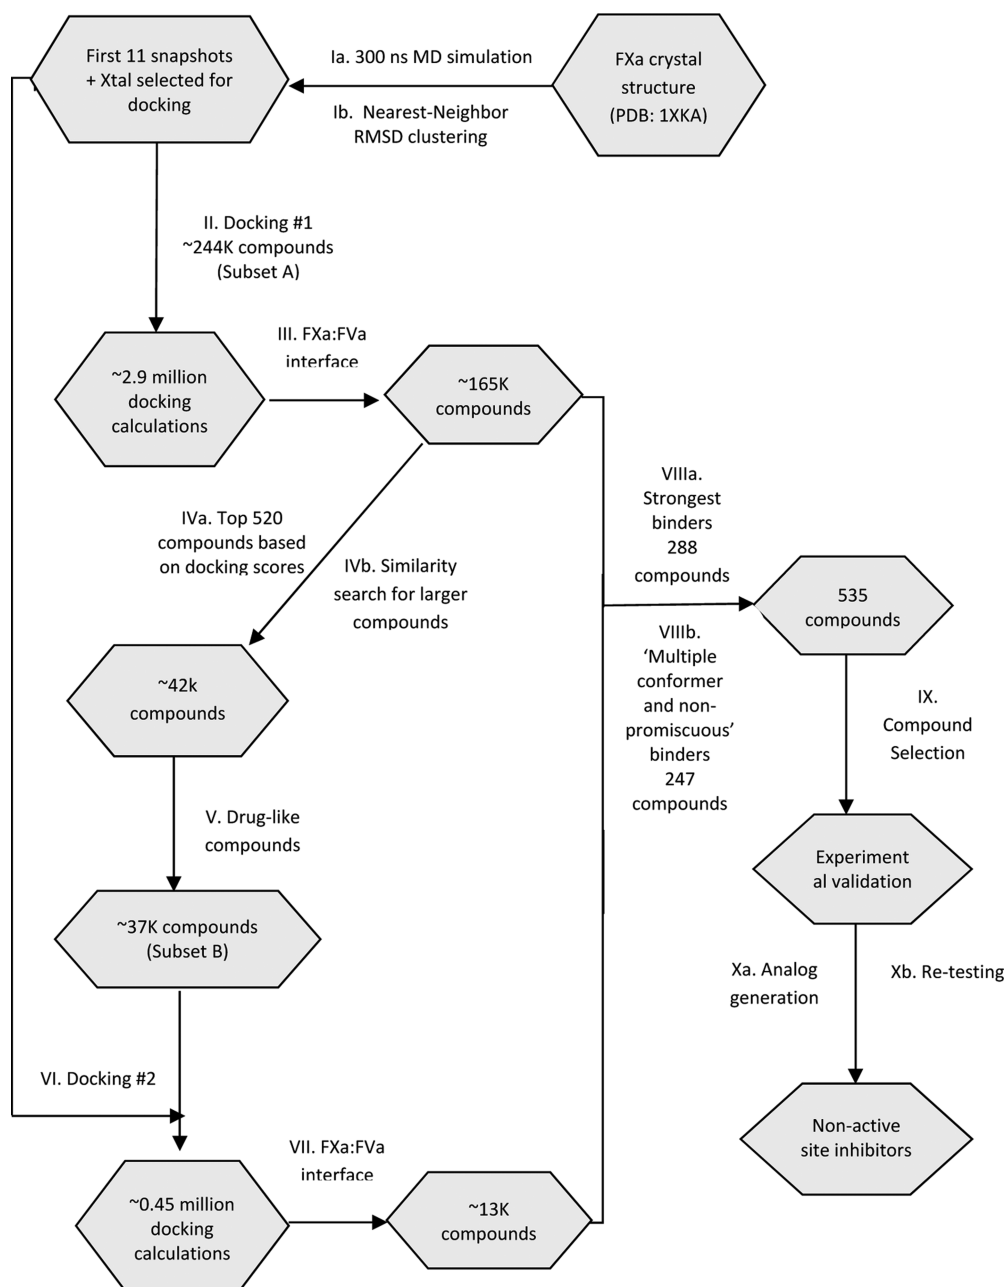 First 11 snapshots
+ Xtal selected for
docking
Ia. 300 ns MD simulation
Ib. Nearest-Neighbor
RMSD clustering
FXa crystal
structure
(PDB: 1XKA)
II. Docking #1
~244K compounds
(Subset A)
~2.9 million
docking
calculations
III. FXa:FVa
interface
~165K
compounds
IVa. Top 520
compounds based
on docking scores
IVb. Similarity
search for larger
compounds
~42k
compounds
V. Drug-like
compounds
~37K compounds
(Subset B)
VI. Docking #2
~0.45 million
docking
calculations
VII. FXa:FVa
interface
~13K
compounds
VIIIa.
Strongest
binders
288
compounds
VIIIb.
‘Multiple
conformer
and non-
promiscuous’
binders
247
compounds
535
compounds
IX.
Compound
Selection
Experiment
al validation
Xa. Analog
generation
Xb. Re-testing
Non-active
site inhibitors